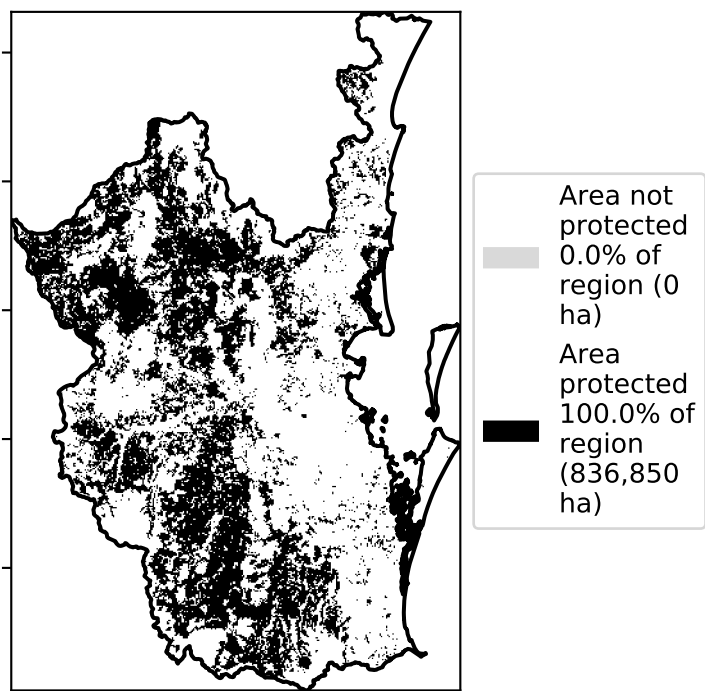 Area not
protected
0.0% of
region (0
ha)
Area
protected
100.0% of
region
(836,850
ha)